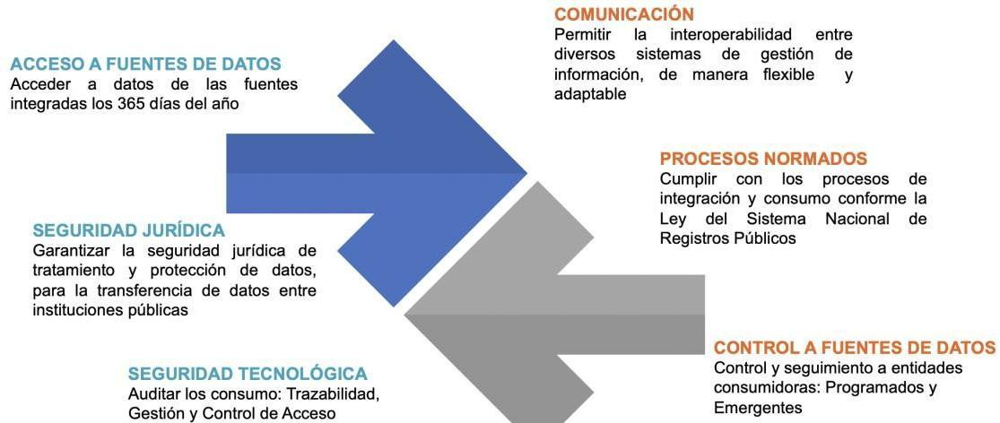 ACCESO A FUENTES DE DATOS
Acceder a datos de las fuentes
integradas los 365 días del año
SEGURIDAD JURÍDICA
Garantizar la seguridad jurídica de
tratamiento y protección de datos,
para la transferencia de datos entre
instituciones públicas
SEGURIDAD TECNOLÓGICA
Auditar los consumo: Trazabilidad,
Gestión y Control de Acceso
COMUNICACIÓN
Permitir la interoperabilidad entre
diversos sistemas de gestión de
información, de manera flexible y
adaptable
PROCESOS NORMADOS
Cumplir con los procesos de
integración y consumo conforme la
Ley del Sistema Nacional de
Registros Públicos
CONTROL A FUENTES DE DATOS
Control y seguimiento a entidades
consumidoras: Programados y
Emergentes